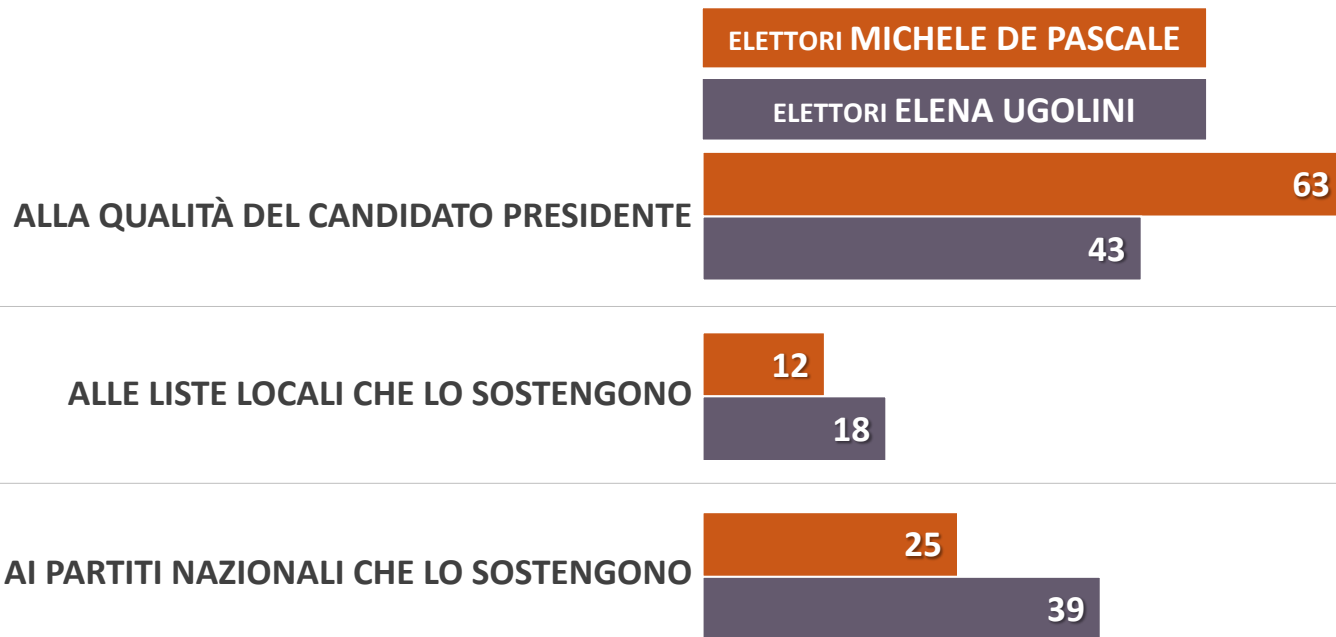 ELETTORI MICHELE DE PASCALE
ELETTORI ELENA UGOLINI
ALLA QUALITÀ DEL CANDIDATO PRESIDENTE
63
43
ALLE LISTE LOCALI CHE LO SOSTENGONO
12
18
AI PARTITI NAZIONALI CHE LO SOSTENGONO
25
39